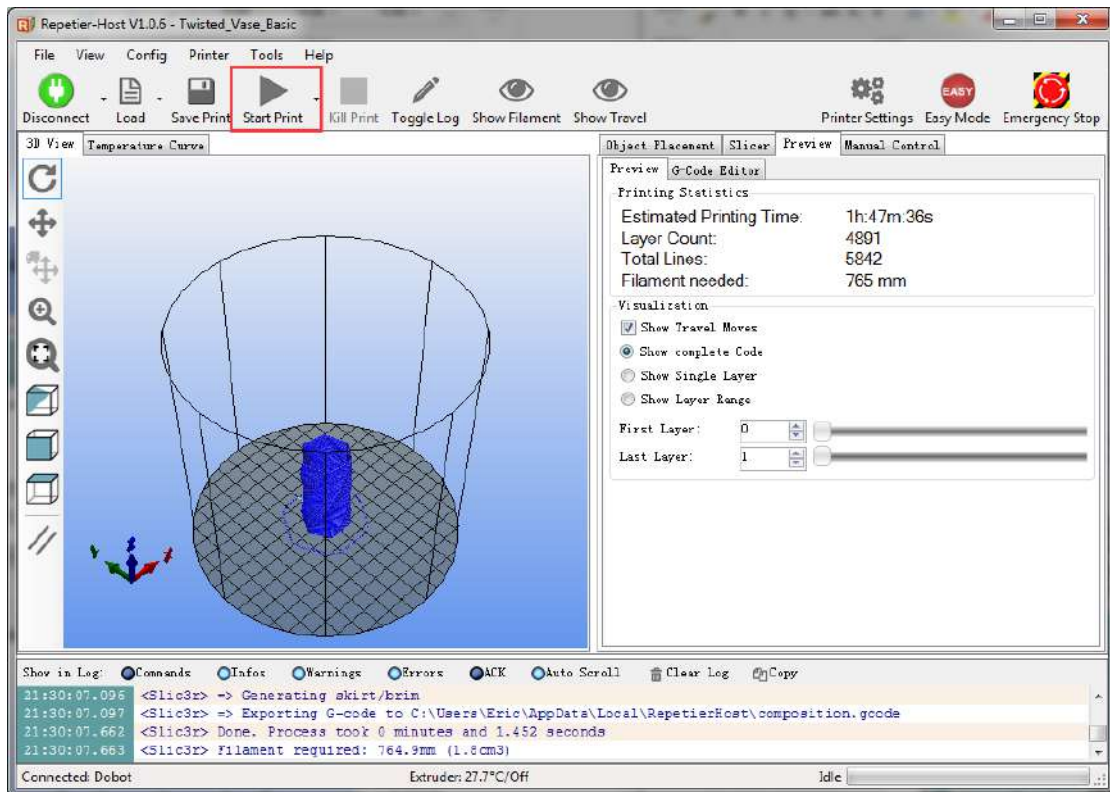 Repetier-Host V1.0.6 - Twisted_Vase_Basic
File View Config Printer Tools Help
Disconnect Load Save Print Start Print Kill Print Toggle Log Show Filament Show Travel Printer Settings Easy Mode Emergency Stop
EASY
3D View Temperature Curve
Object Placement Slicer Preview Manual Control
Preview G-Code Editor
Printing Statistics
Estimated Printing Time: 1h:47m:36s
Layer Count: 4891
Total Lines: 5842
Filament needed: 765 mm
Visualization
Show Travel Moves
Show complete Code
Show Single Layer
Show Layer Range
First Layer: 0
Last Layer: 1
Show in Log: Commands Infos Warnings Errors ACK Auto Scroll Clear log Copy
21:30:07.096 <Slic3r> => Generating skirt/brim
21:30:07.097 <Slic3r> => Exporting G-code to C:\Users\Eric\AppData\Local\RepetierHost\composition.gcode
21:30:07.662 <Slic3r> Done. Process took 0 minutes and 1.452 seconds
21:30:07.663 <Slic3r> Filament required: 764.9mm (1.8cm3)
Connected: Dobot Extruder: 27.7°C/Off Idle